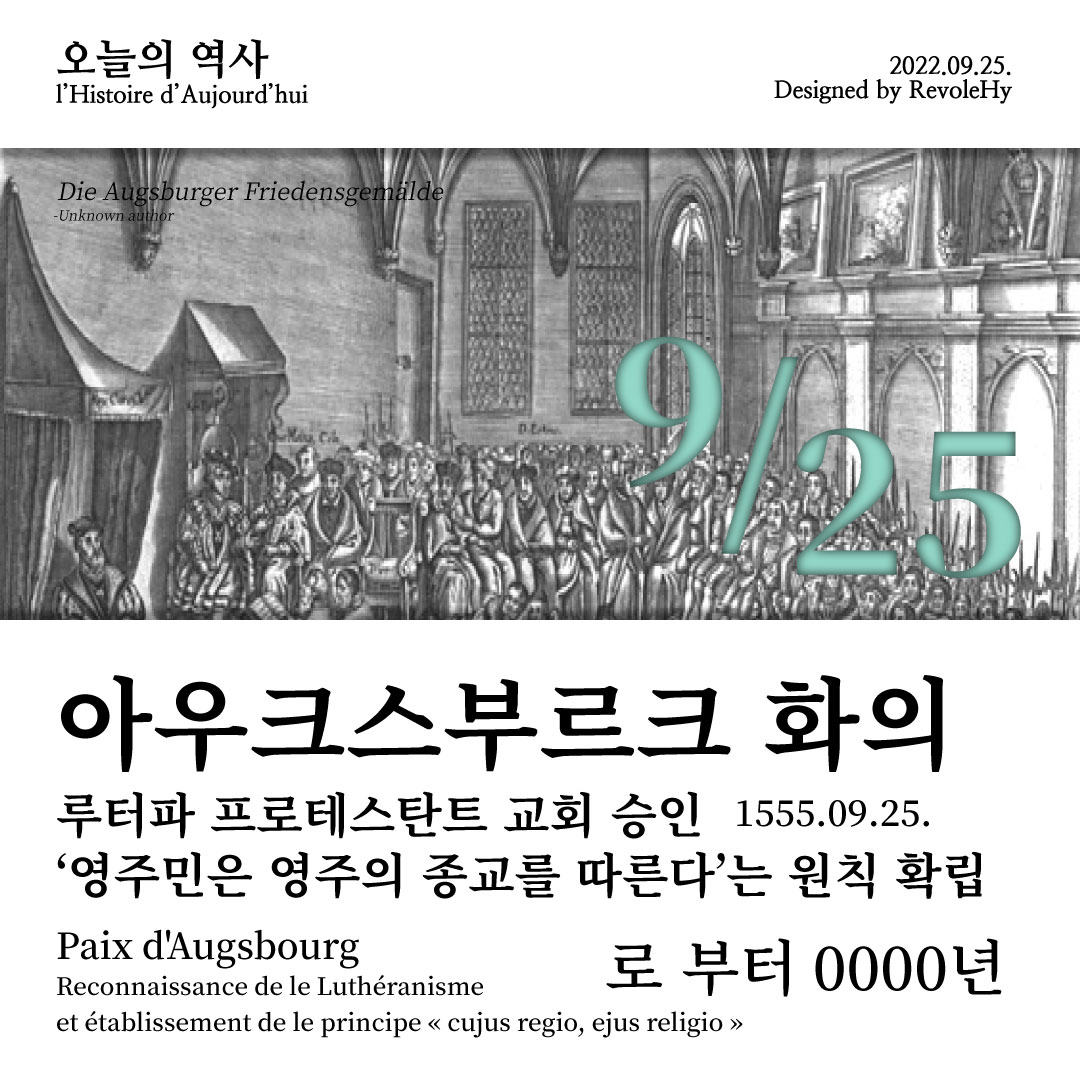 오늘의 역사
l’Histoire d’Aujourd’hui
2022.09.25.
Designed by RevoleHy
Die Augsburger Friedensgemälde
-Unknown author
9/25
아우크스부르크 화의
루터파 프로테스탄트 교회 승인 1555.09.25.
‘영주민은 영주의 종교를 따른다’는 원칙 확립
Paix d'Augsbourg
Reconnaissance de le Luthéranisme
et établissement de le principe « cujus regio, ejus religio »
로 부터 0000년